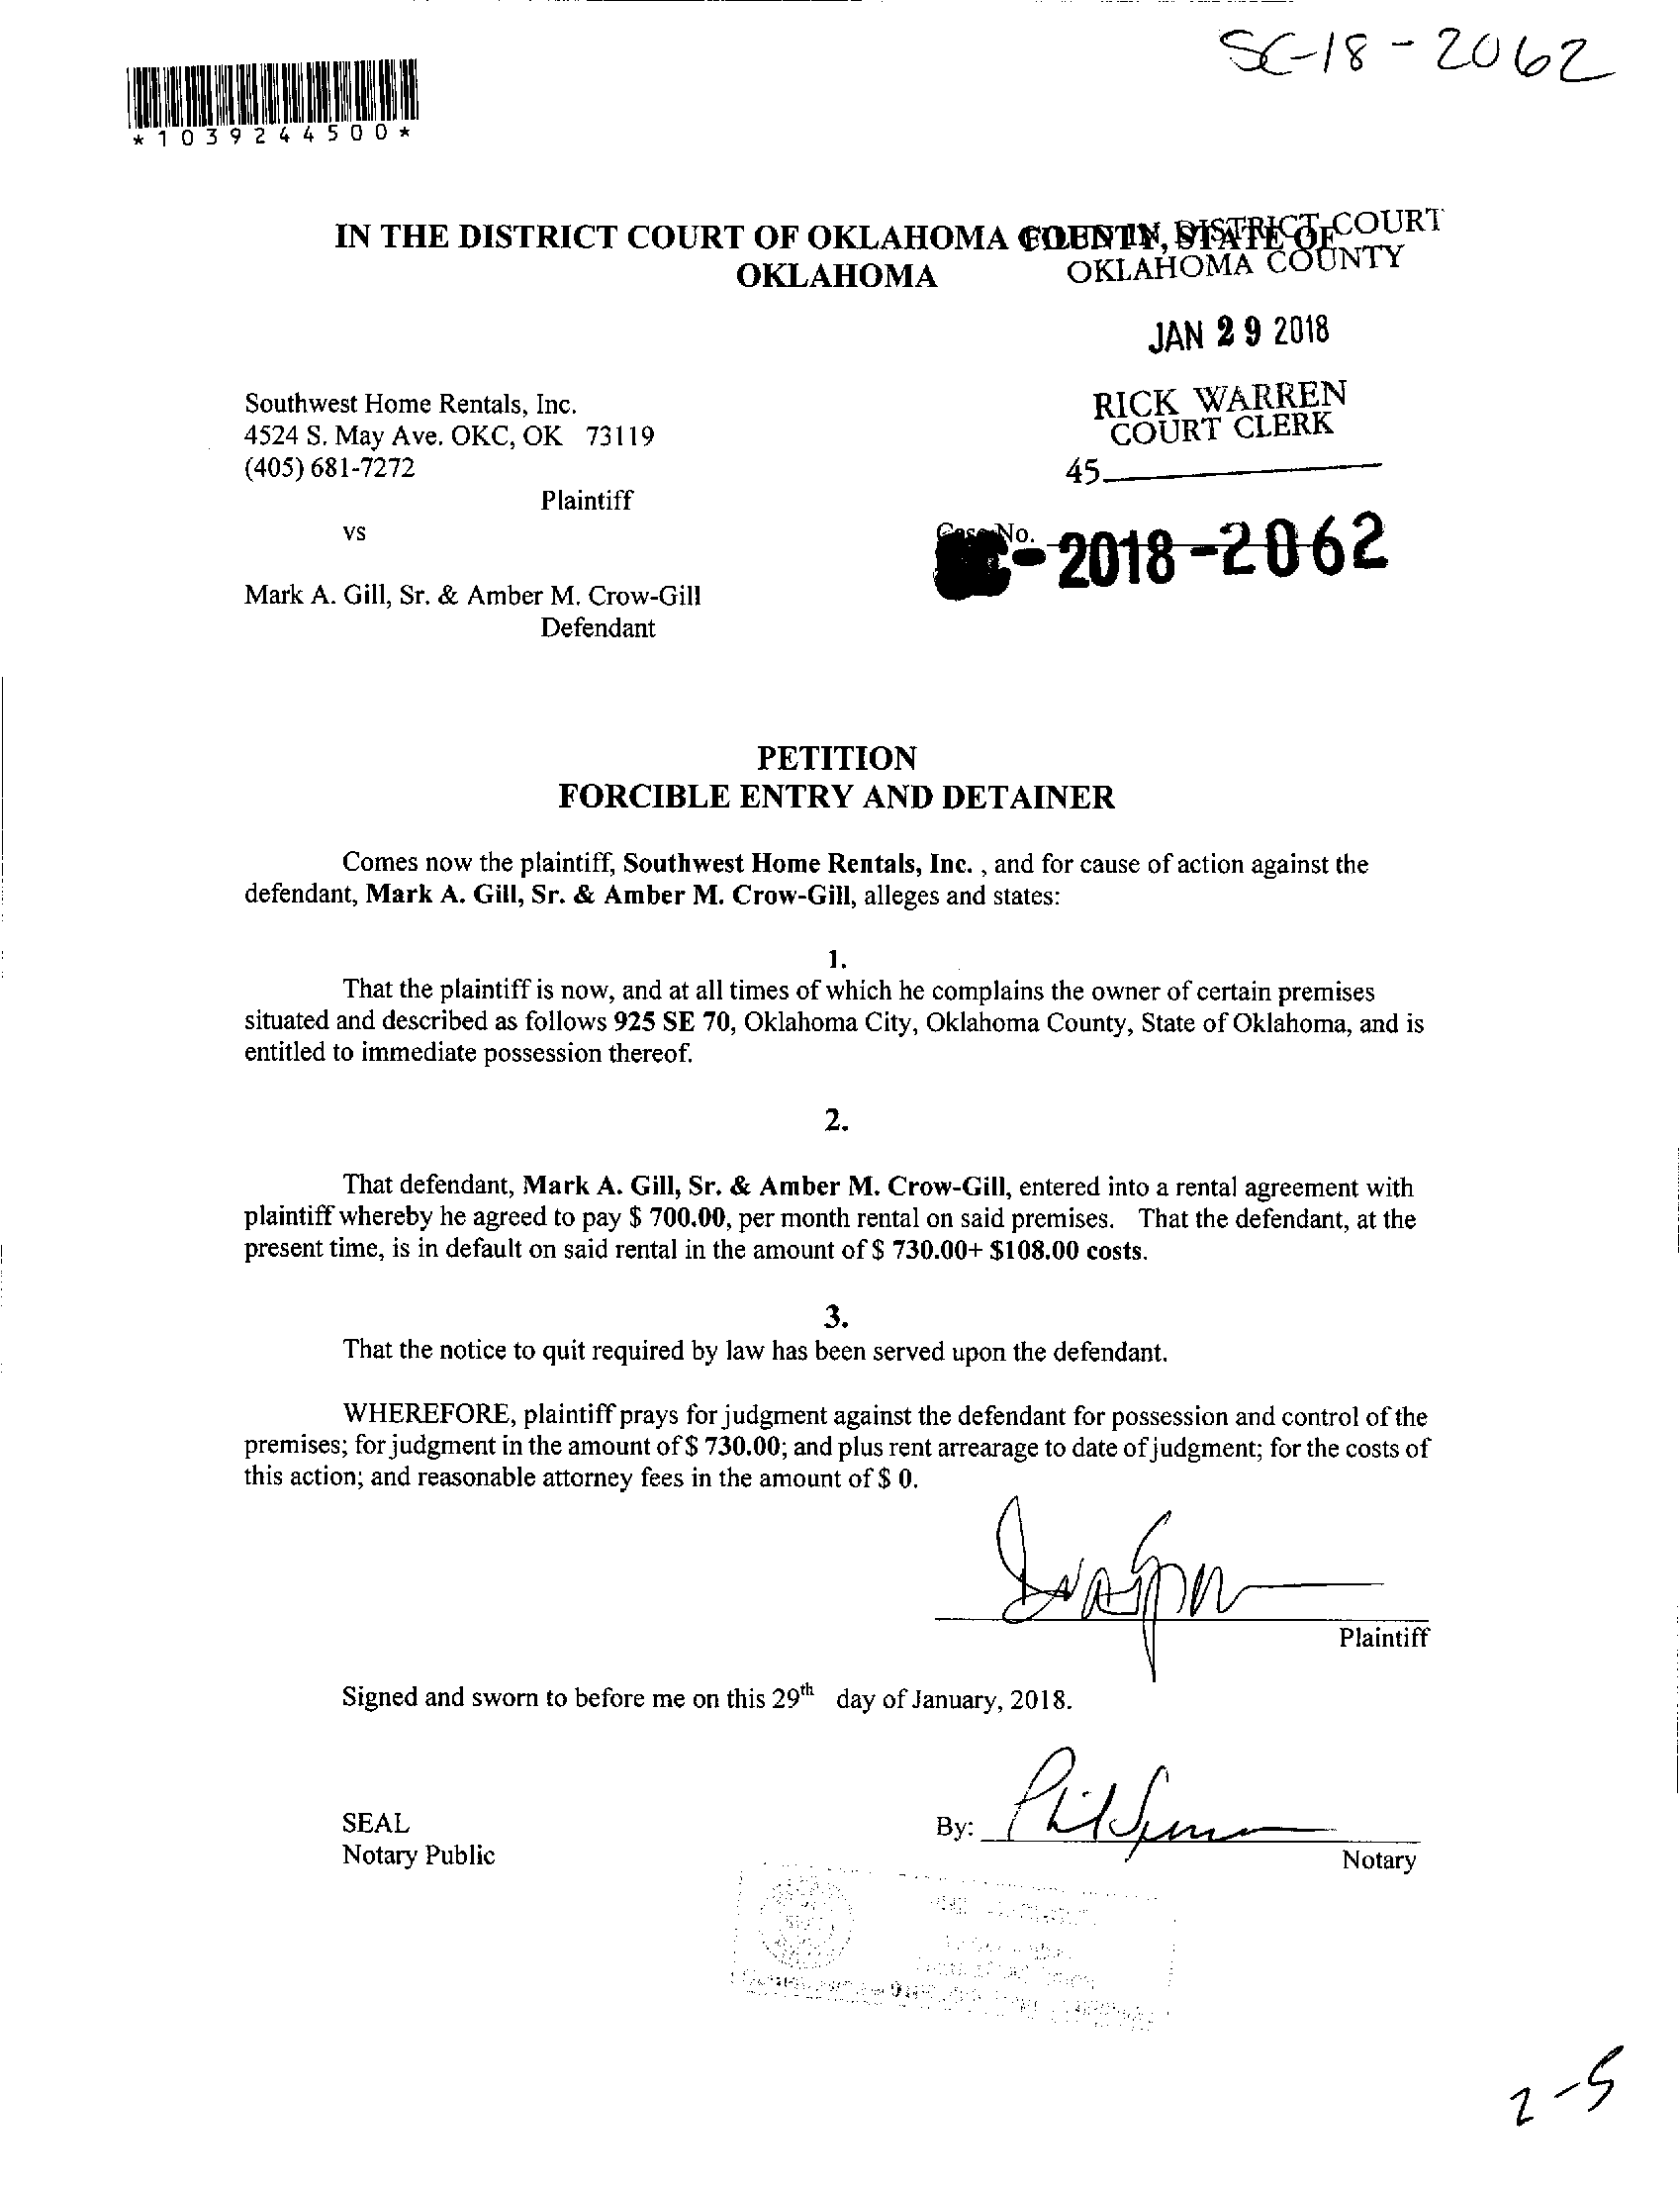 SC-18-2062
*1039244500*
IN THE DISTRICT COURT OF OKLAHOMA COUNTY, STATE OF
OKLAHOMA
FILED IN DISTRICT COURT
OKLAHOMA COUNTY
JAN 29 2018
RICK WARREN
COURT CLERK
45
Southwest Home Rentals, Inc.
4524 S. May Ave. OKC, OK 73119
(405) 681-7272
Plaintiff
vs
Case No.
SC-2018-2062
Mark A. Gill, Sr. & Amber M. Crow-Gill
Defendant
PETITION
FORCIBLE ENTRY AND DETAINER
Comes now the plaintiff, Southwest Home Rentals, Inc. , and for cause of action against the
defendant, Mark A. Gill, Sr. & Amber M. Crow-Gill, alleges and states:
1.
That the plaintiff is now, and at all times of which he complains the owner of certain premises
situated and described as follows 925 SE 70, Oklahoma City, Oklahoma County, State of Oklahoma, and is
entitled to immediate possession thereof.
2.
That defendant, Mark A. Gill, Sr. & Amber M. Crow-Gill, entered into a rental agreement with
plaintiff whereby he agreed to pay $ 700.00, per month rental on said premises. That the defendant, at the
present time, is in default on said rental in the amount of $ 730.00+ $108.00 costs.
3.
That the notice to quit required by law has been served upon the defendant.
WHEREFORE, plaintiff prays for judgment against the defendant for possession and control of the
premises; for judgment in the amount of $ 730.00; and plus rent arrearage to date of judgment; for the costs of
this action; and reasonable attorney fees in the amount of $ 0.
Plaintiff
Signed and sworn to before me on this 29th day of January, 2018.
SEAL
Notary Public
By:
Notary
2-5